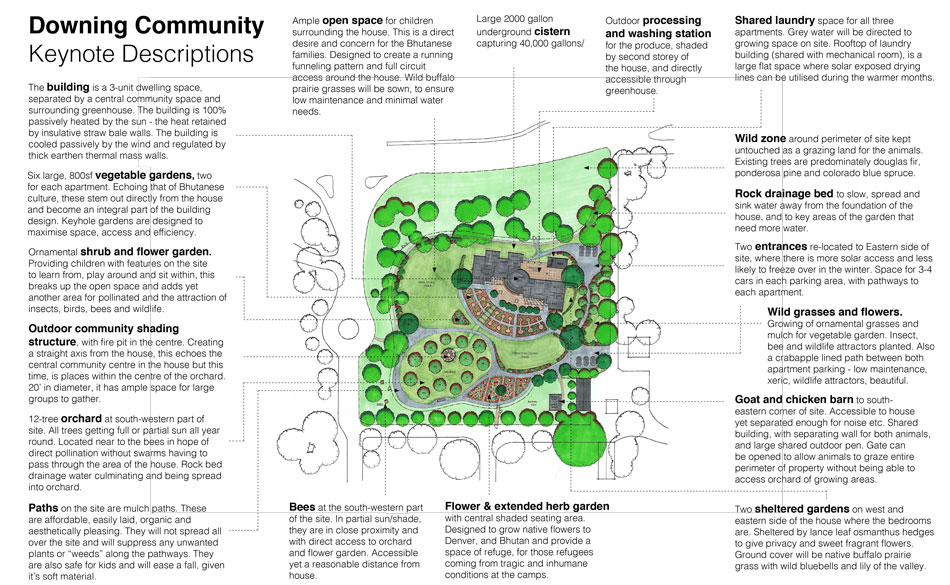 Downing Community
Keynote Descriptions
The building is a 3-unit dwelling space,
separated by a central community space and
surrounding greenhouse. The building is 100%
passively heated by the sun - the heat retained
by insulative straw bale walls. The building is
cooled passively by the wind and regulated by
thick earthen thermal mass walls.
Six large, 800sf vegetable gardens, two
for each apartment. Echoing that of Bhutanese
culture, these stem out directly from the house
and become an integral part of the building
design. Keyhole gardens are designed to
maximise space, access and efficiency.
Ornamental shrub and flower garden.
Providing children with features on the site
to learn from, play around and sit within, this
breaks up the open space and adds yet
another area for pollinated and the attraction of
insects, birds, bees and wildlife.
Outdoor community shading
structure, with fire pit in the centre. Creating
a straight axis from the house, this echoes the
central community centre in the house but this
time, is places within the centre of the orchard.
20' in diameter, it has ample space for large
groups to gather.
12-tree orchard at south-western part of
site. All trees getting full or partial sun all year
round. Located near to the bees in hope of
direct pollination without swarms having to
pass through the area of the house. Rock bed
drainage water culminating and being spread
into orchard.
Paths on the site are mulch paths. These
are affordable, easily laid, organic and
aesthetically pleasing. They will not spread all
over the site and will suppress any unwanted
plants or “weeds” along the pathways. They
are also safe for kids and will ease a fall, given
it's soft material.
Ample open space for children
surrounding the house. This is a direct
desire and concern for the Bhutanese
families. Designed to create a running
funneling pattern and full circuit
access around the house. Wild buffalo
prairie grasses will be sown, to ensure
low maintenance and minimal water
needs.
Large 2000 gallon
underground cistern
capturing 40,000 gallons/
Outdoor processing
and washing station
for the produce, shaded
by second storey of
the house, and directly
accessible through
greenhouse.
Shared laundry space for all three
apartments. Grey water will be directed to
growing space on site. Rooftop of laundry
building (shared with mechanical room), is a
large flat space where solar exposed drying
lines can be utilised during the warmer months.
Wild zone around perimeter of site kept
untouched as a grazing land for the animals.
Existing trees are predominately douglas fir,
ponderosa pine and colorado blue spruce.
Rock drainage bed to slow, spread and
sink water away from the foundation of the
house, and to key areas of the garden that
need more water.
Two entrances re-located to Eastern side of
site, where there is more solar access and less
likely to freeze over in the winter. Space for 3-4
cars in each parking area, with pathways to
each apartment.
Wild grasses and flowers.
Growing of ornamental grasses and
mulch for vegetable garden. Insect,
bee and wildlife attractors planted. Also
a crabapple lined path between both
apartment parking - low maintenance,
xeric, wildlife attractors, beautiful.
Goat and chicken barn to south-
eastern corner of site. Accessible to house
yet separated enough for noise etc. Shared
building, with separating wall for both animals,
and large shared outdoor pen. Gate can
be opened to allow animals to graze entire
perimeter of property without being able to
access orchard of growing areas.
Two sheltered gardens on west and
eastern side of the house where the bedrooms
are. Sheltered by lance leaf osmanthus hedges
to give privacy and sweet fragrant flowers.
Ground cover will be native buffalo prairie
grass with wild bluebells and lily of the valley.
Bees at the south-western part
of the site. In partial sun/shade,
they are in close proximity and
with direct access to orchard
and flower garden. Accessible
yet a reasonable distance from
house.
Flower & extended herb garden
with central shaded seating area.
Designed to grow native flowers to
Denver, and Bhutan and provide a
space of refuge, for those refugees
coming from tragic and inhumane
conditions at the camps.